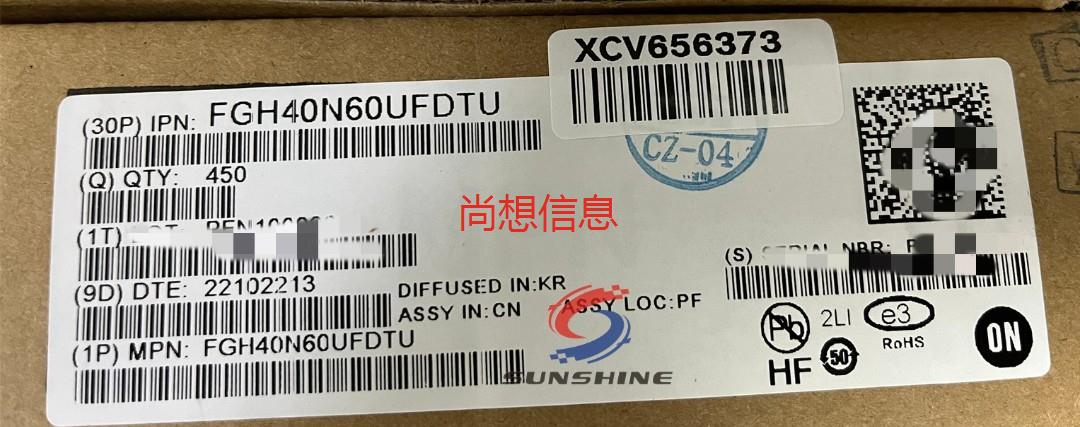 XCV656373
(30P) IPN: FGH40N60UFDTU
CZ-04
(Q) QTY: 450
尚想信息
(1T)
(S)
(9D) DTE: 22102213
DIFFUSED IN:KR
ASSY IN:CN
ASSY LOC:PF
(1P) MPN: FGH40N60UFDTU
SUNSHINE
Pb
2LI
e3
RoHS
HF
50
ON